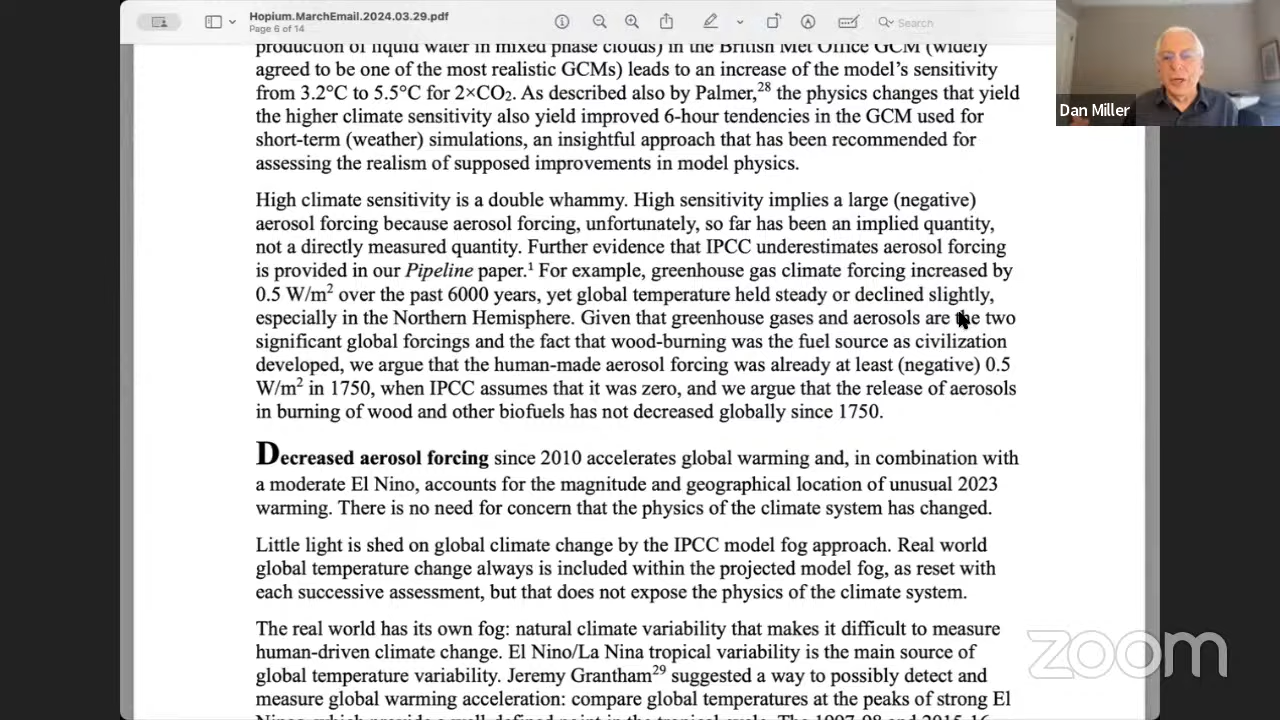 Hopium.MarchEmail.2024.03.29.pdf
Page 6 of 14
Search
Dan Miller
production of liquid water in mixed phase clouds) in the British Met Office GCM (widely
agreed to be one of the most realistic GCMs) leads to an increase of the model’s sensitivity
from 3.2°C to 5.5°C for 2×CO₂. As described also by Palmer,²⁸ the physics changes that yield
the higher climate sensitivity also yield improved 6-hour tendencies in the GCM used for
short-term (weather) simulations, an insightful approach that has been recommended for
assessing the realism of supposed improvements in model physics.
High climate sensitivity is a double whammy. High sensitivity implies a large (negative)
aerosol forcing because aerosol forcing, unfortunately, so far has been an implied quantity,
not a directly measured quantity. Further evidence that IPCC underestimates aerosol forcing
is provided in our Pipeline paper.¹ For example, greenhouse gas climate forcing increased by
0.5 W/m² over the past 6000 years, yet global temperature held steady or declined slightly,
especially in the Northern Hemisphere. Given that greenhouse gases and aerosols are the two
significant global forcings and the fact that wood-burning was the fuel source as civilization
developed, we argue that the human-made aerosol forcing was already at least (negative) 0.5
W/m² in 1750, when IPCC assumes that it was zero, and we argue that the release of aerosols
in burning of wood and other biofuels has not decreased globally since 1750.
Decreased aerosol forcing since 2010 accelerates global warming and, in combination with
a moderate El Nino, accounts for the magnitude and geographical location of unusual 2023
warming. There is no need for concern that the physics of the climate system has changed.
Little light is shed on global climate change by the IPCC model fog approach. Real world
global temperature change always is included within the projected model fog, as reset with
each successive assessment, but that does not expose the physics of the climate system.
The real world has its own fog: natural climate variability that makes it difficult to measure
human-driven climate change. El Nino/La Nina tropical variability is the main source of
global temperature variability. Jeremy Grantham²⁹ suggested a way to possibly detect and
measure global warming acceleration: compare global temperatures at the peaks of strong El
zoom